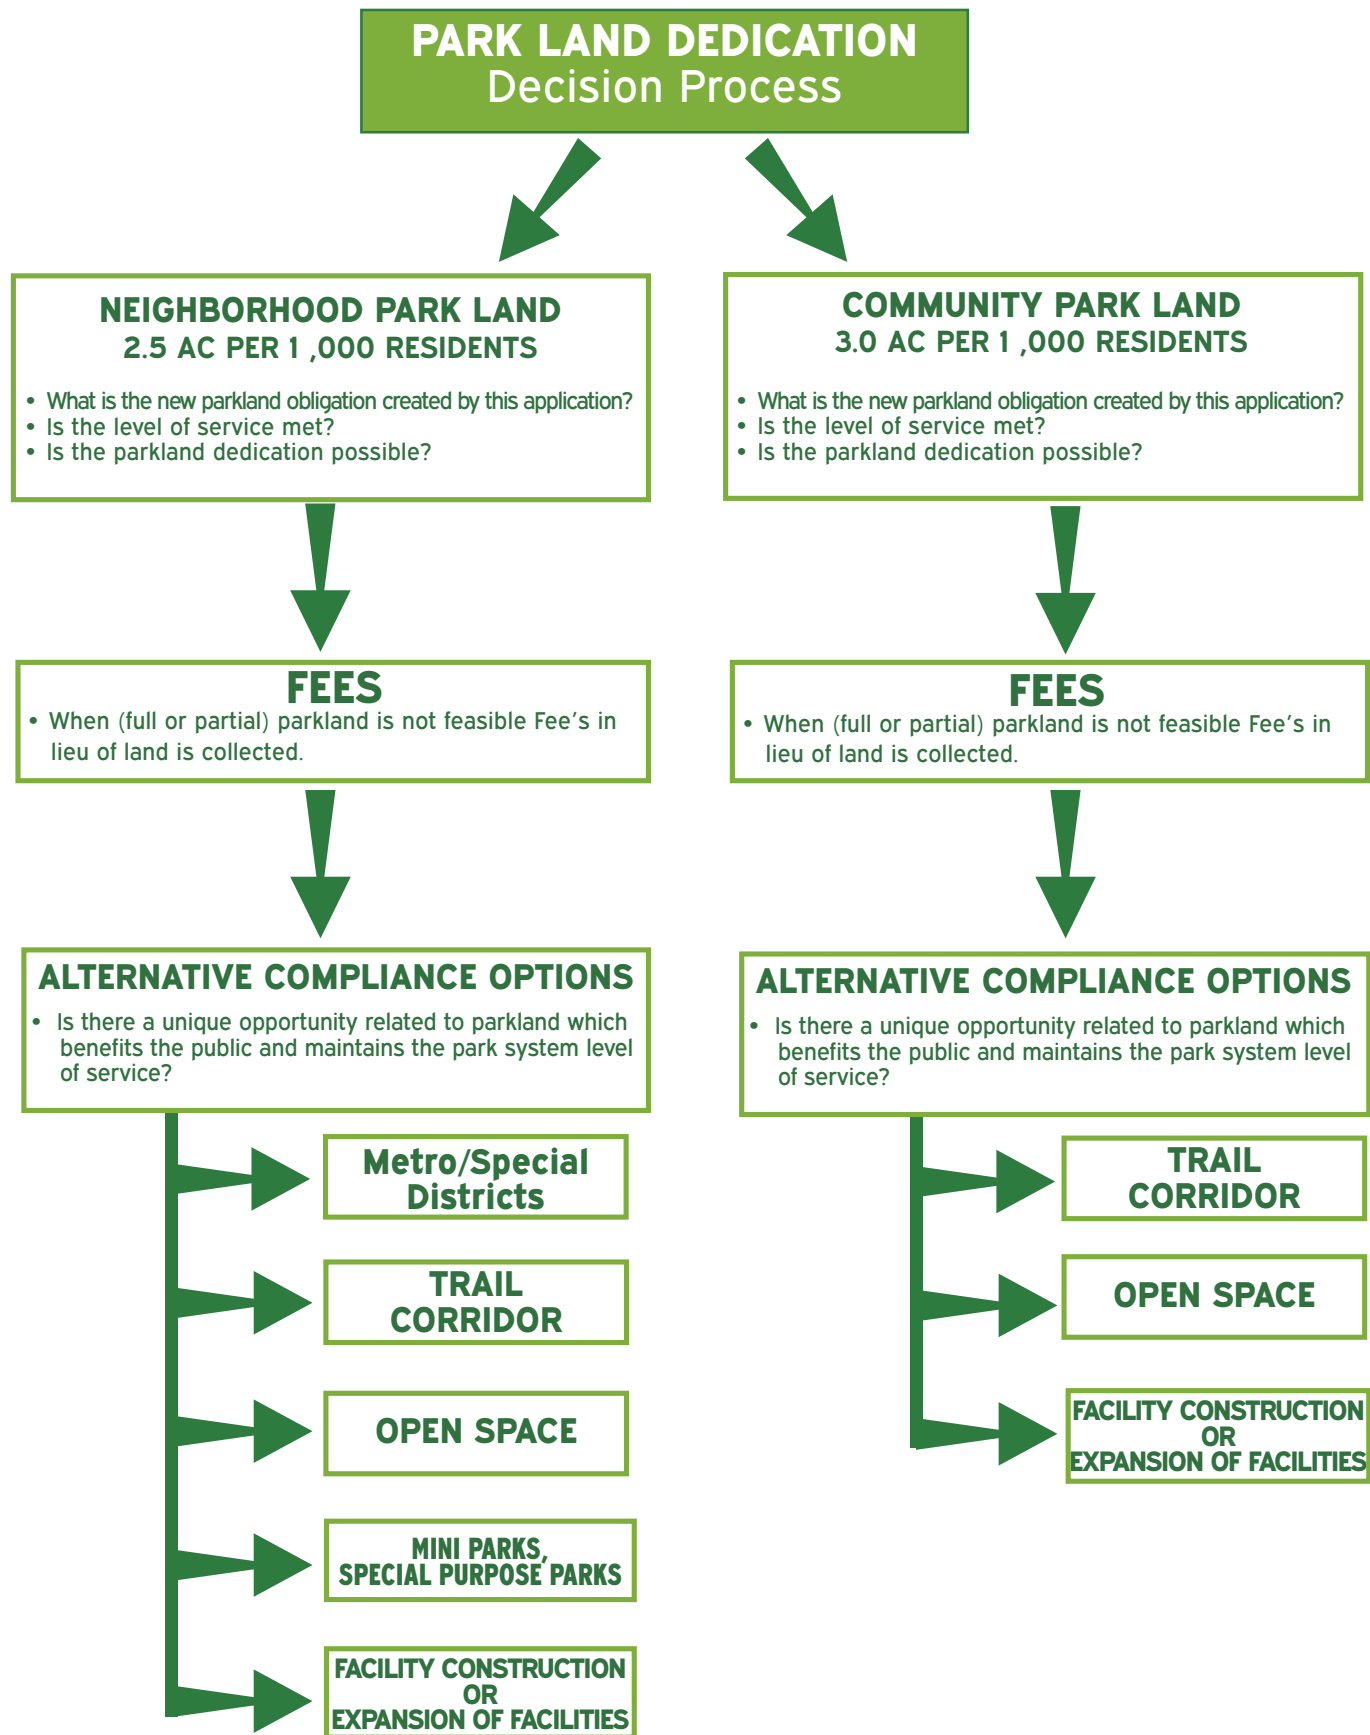 PARK LAND DEDICATION
Decision Process
NEIGHBORHOOD PARK LAND
2.5 AC PER 1 ,000 RESIDENTS
• What is the new parkland obligation created by this application?
• Is the level of service met?
• Is the parkland dedication possible?
FEES
• When (full or partial) parkland is not feasible Fee's in
lieu of land is collected.
ALTERNATIVE COMPLIANCE OPTIONS
• Is there a unique opportunity related to parkland which
benefits the public and maintains the park system level
of service?
Metro/Special
Districts
TRAIL
CORRIDOR
OPEN SPACE
MINI PARKS,
SPECIAL PURPOSE PARKS
FACILITY CONSTRUCTION
OR
EXPANSION OF FACILITIES
COMMUNITY PARK LAND
3.0 AC PER 1 ,000 RESIDENTS
• What is the new parkland obligation created by this application?
• Is the level of service met?
• Is the parkland dedication possible?
FEES
• When (full or partial) parkland is not feasible Fee's in
lieu of land is collected.
ALTERNATIVE COMPLIANCE OPTIONS
• Is there a unique opportunity related to parkland which
benefits the public and maintains the park system level
of service?
TRAIL
CORRIDOR
OPEN SPACE
FACILITY CONSTRUCTION
OR
EXPANSION OF FACILITIES